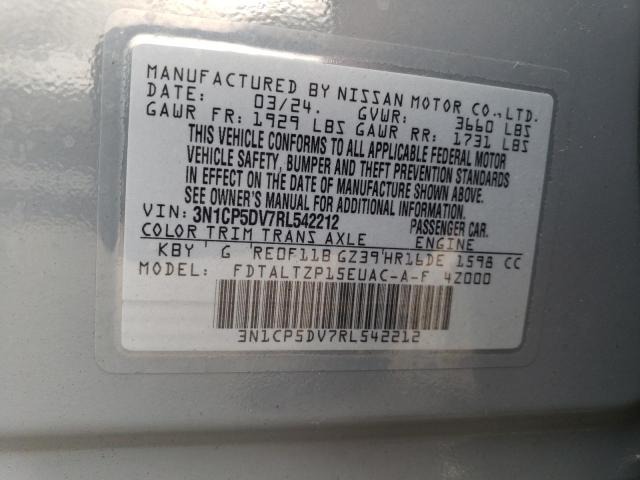 MANUFACTURED BY NISSAN MOTOR CO.,LTD.
DATE: 03/24. GVWR: 3660 LBS
GAWR FR: 1929 LBS GAWR RR: 1731 LBS
THIS VEHICLE CONFORMS TO ALL APPLICABLE FEDERAL MOTOR
VEHICLE SAFETY, BUMPER AND THEFT PREVENTION STANDARDS
IN EFFECT ON THE DATE OF MANUFACTURE SHOWN ABOVE.
SEE OWNER'S MANUAL FOR ADDITIONAL INFORMATION.
VIN: 3N1CP5DV7RL542212 PASSENGER CAR.
COLOR TRIM TRANS AXLE ENGINE
KBY G RE0F11B GZ39 HR16DE 1598 CC
MODEL: FDTALTZP15EUAC-A-F 4Z000
3N1CP5DV7RL542212